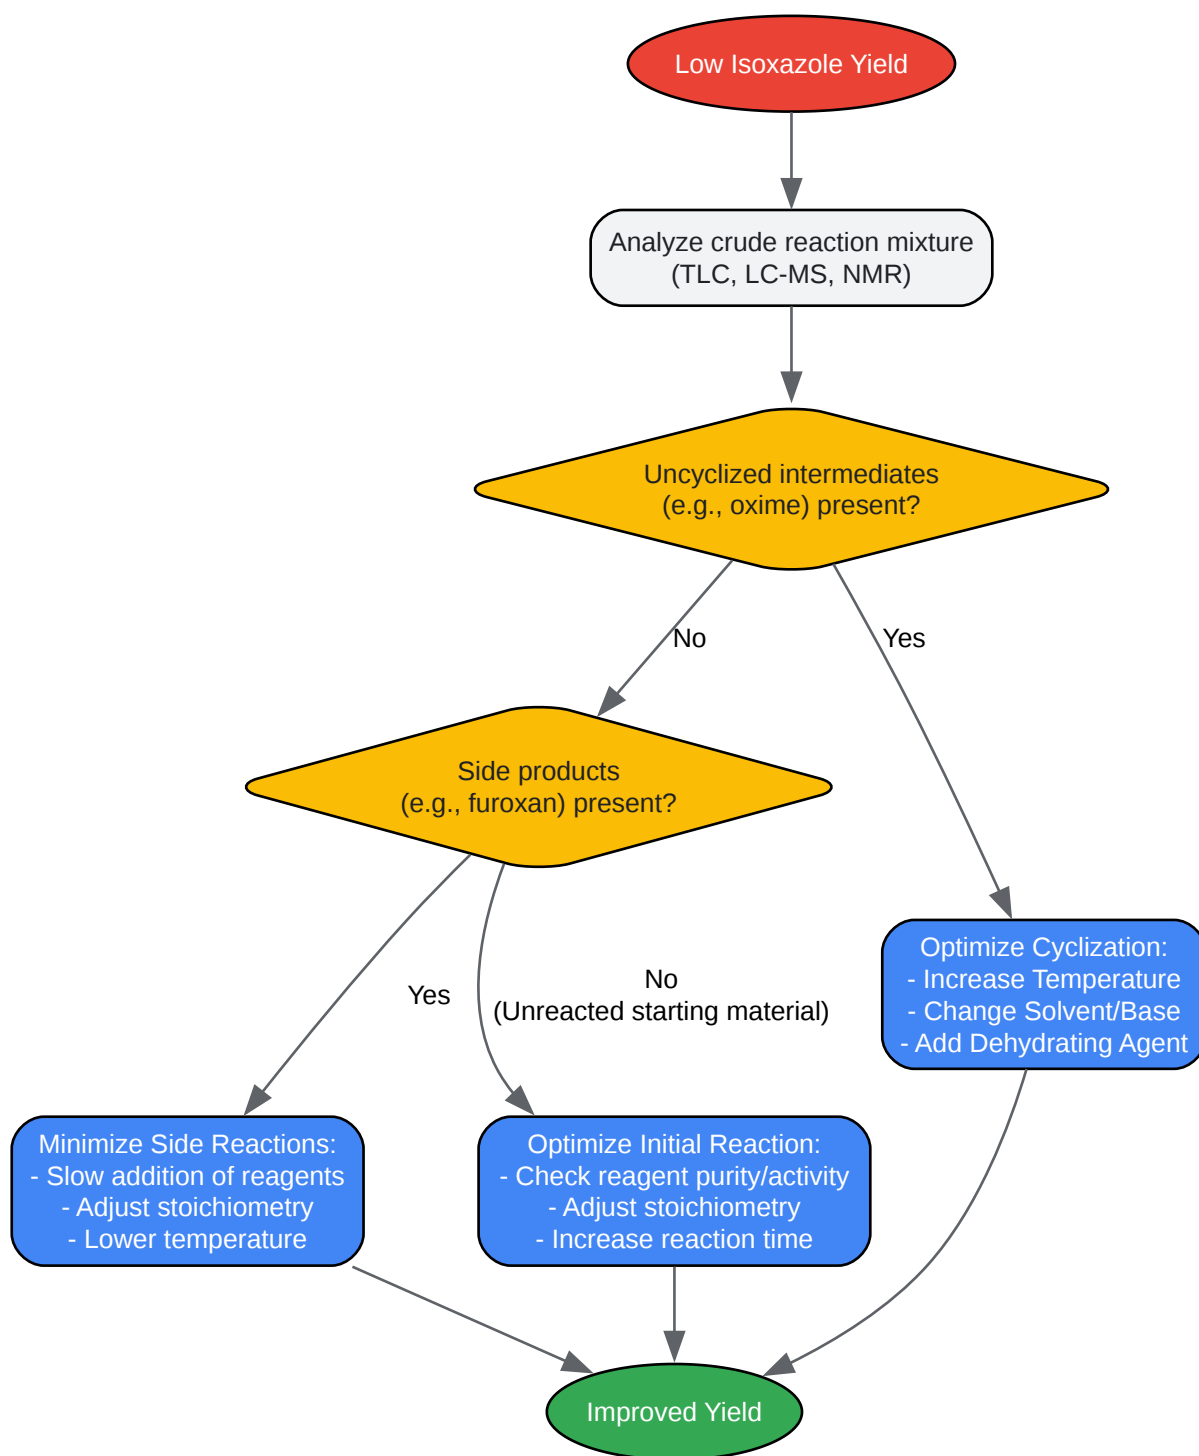 Low Isoxazole Yield
Analyze crude reaction mixture
(TLC, LC-MS, NMR)
Uncyclized intermediates
(e.g., oxime) present?
No
Yes
Side products
(e.g., furoxan) present?
Optimize Cyclization:
- Increase Temperature
- Change Solvent/Base
- Add Dehydrating Agent
Yes
No
(Unreacted starting material)
Minimize Side Reactions:
- Slow addition of reagents
- Adjust stoichiometry
- Lower temperature
Optimize Initial Reaction:
- Check reagent purity/activity
- Adjust stoichiometry
- Increase reaction time
Improved Yield